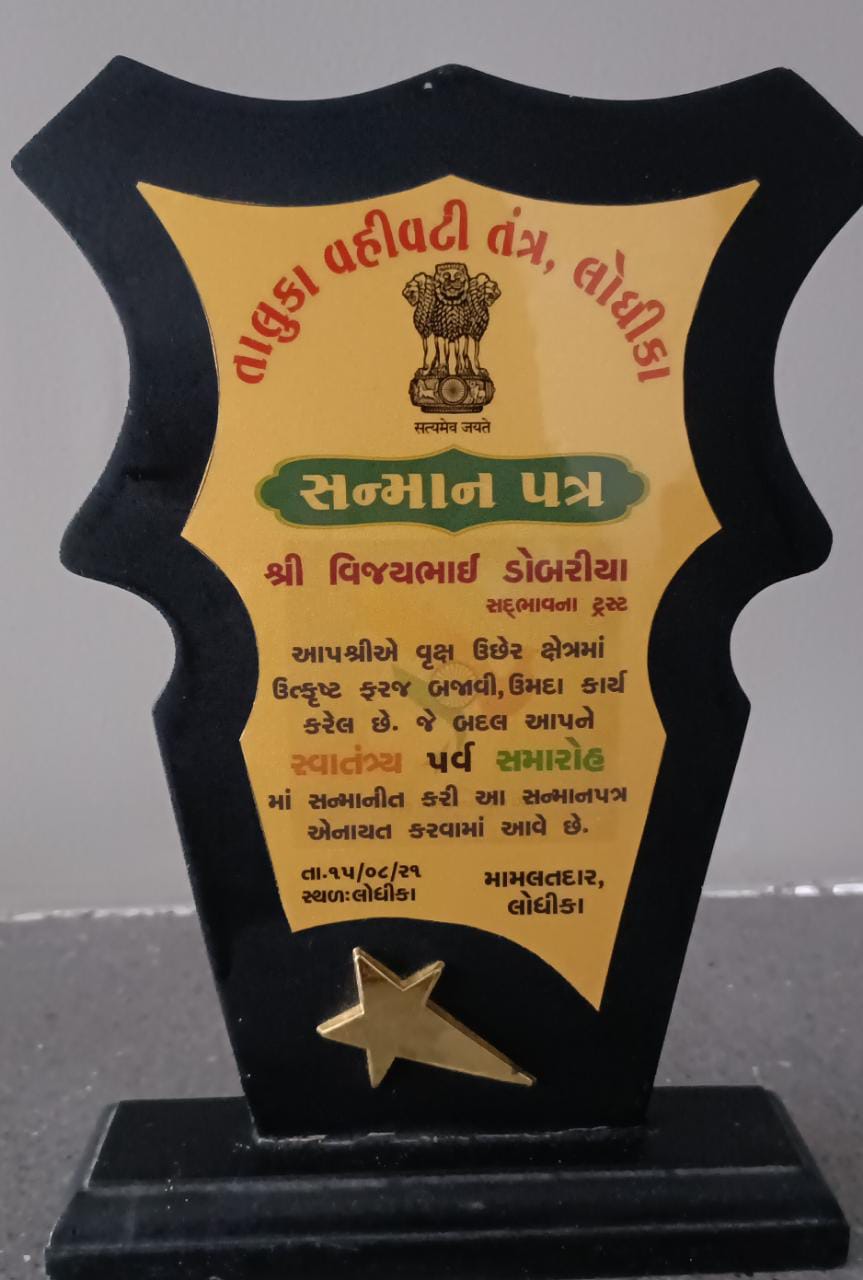 તાલુકા વહીવટી તંત્ર, લોધીકા
सत्यमेव जयते
સન્માન પત્ર
શ્રી વિજયભાઈ ડોબરીયા
સદ્ભાવના ટ્રસ્ટ
આપશ્રીએ વૃક્ષ ઉછેર ક્ષેત્રમાં
ઉત્કૃષ્ટ ફરજ બજાવી, ઉમદા કાર્ય
કરેલ છે. જે બદલ આપને
સ્વાતંત્ર્ય પર્વ સમારોહ
માં સન્માનીત કરી આ સન્માનપત્ર
એનાયત કરવામાં આવે છે.
તા.૧૫/૦૮/૨૧
સ્થળઃલોધીકા
મામલતદાર,
લોધીકા